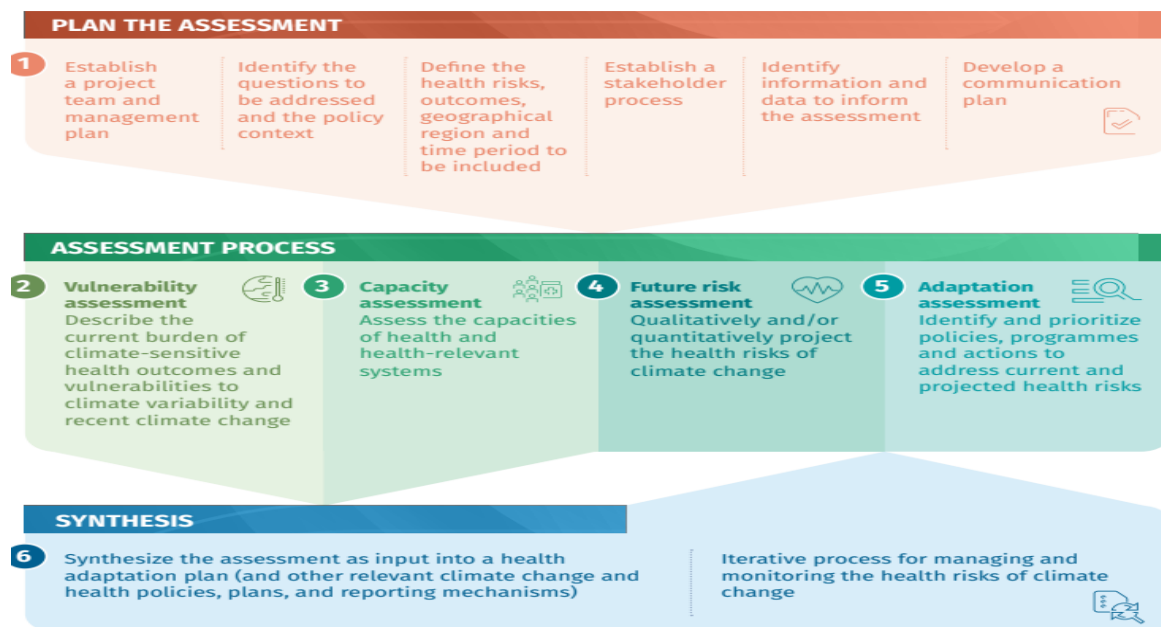 PLAN THE ASSESSMENT
1
Establish
a project
team and
management
plan
Identify the
questions to
be addressed
and the policy
context
Define the
health risks,
outcomes,
geographical
region and
time period to
be included
Establish a
stakeholder
process
Identify
information and
data to inform
the assessment
Develop a
communication
plan
ASSESSMENT PROCESS
2
Vulnerability
assessment
Describe the
current burden of
climate-sensitive
health outcomes and
vulnerabilities to
climate variability and
recent climate change
3
Capacity
assessment
Assess the capacities
of health and
health-relevant
systems
4
Future risk
assessment
Qualitatively and/or
quantitatively project
the health risks of
climate change
5
Adaptation
assessment
Identify and prioritize
policies, programmes
and actions to
address current and
projected health risks
SYNTHESIS
6
Synthesize the assessment as input into a health
adaptation plan (and other relevant climate change and
health policies, plans, and reporting mechanisms)
Iterative process for managing and
monitoring the health risks of climate
change